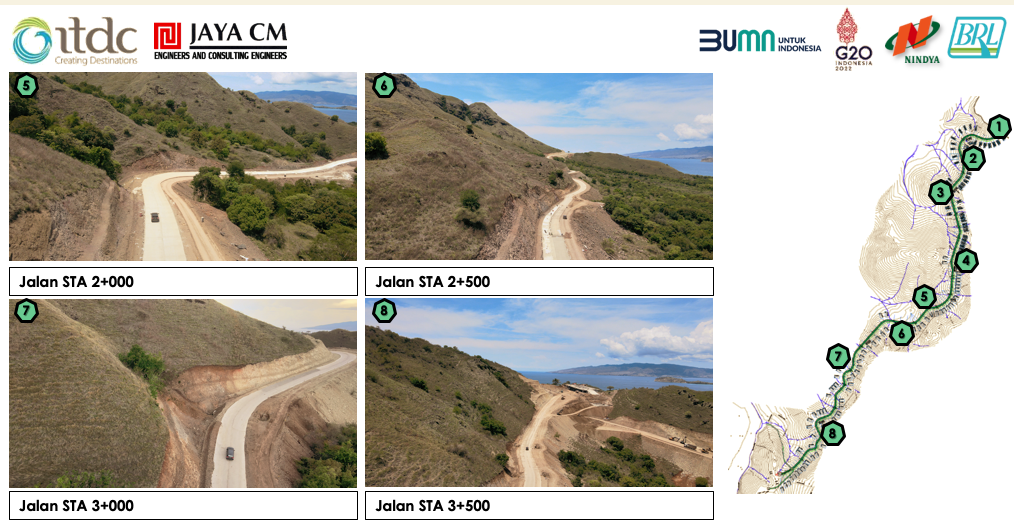 itdc
Creating Destinations
JAYA CM
ENGINEERS AND CONSULTING ENGINEERS
BUMN UNTUK INDONESIA
G20
INDONESIA
2022
NINDYA
BRL
5
6
Jalan STA 2+000
Jalan STA 2+500
7
8
Jalan STA 3+000
Jalan STA 3+500
1
2
3
4
5
6
7
8